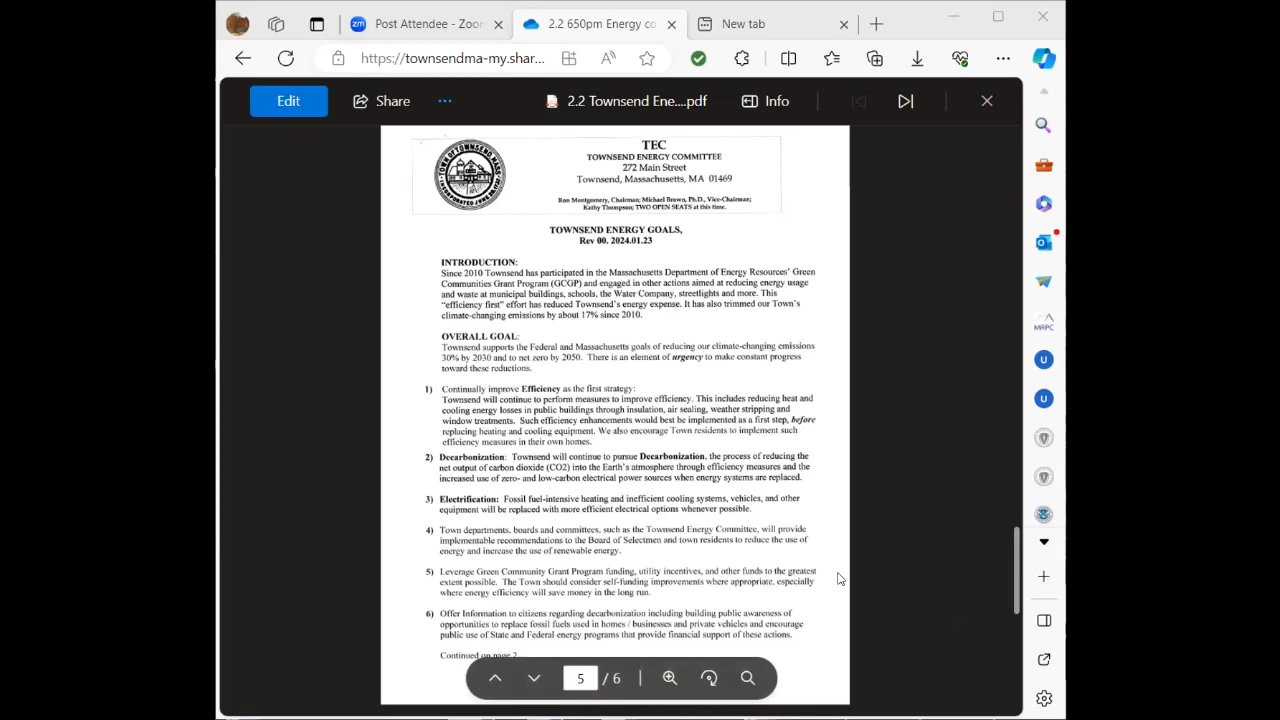 Post Attendee - Zoom
2.2 650pm Energy co
New tab
https://townsendma-my.shar...
Edit
Share
2.2 Townsend Ene....pdf
Info
TEC
TOWNSEND ENERGY COMMITTEE
272 Main Street
Townsend, Massachusetts, MA 01469
Ron Montgomery, Chairman; Michael Brown, Ph.D., Vice-Chairman;
Kathy Thompson; TWO OPEN SEATS at this time.
TOWNSEND ENERGY GOALS,
Rev 00. 2024.01.23
INTRODUCTION:
Since 2010 Townsend has participated in the Massachusetts Department of Energy Resources' Green
Communities Grant Program (GCGP) and engaged in other actions aimed at reducing energy usage
and waste at municipal buildings, schools, the Water Company, streetlights and more. This
"efficiency first" effort has reduced Townsend's energy expense. It has also trimmed our Town's
climate-changing emissions by about 17% since 2010.
OVERALL GOAL:
Townsend supports the Federal and Massachusetts goals of reducing our climate-changing emissions
30% by 2030 and to net zero by 2050. There is an element of urgency to make constant progress
toward these reductions.
1) Continually improve Efficiency as the first strategy:
Townsend will continue to perform measures to improve efficiency. This includes reducing heat and
cooling energy losses in public buildings through insulation, air sealing, weather stripping and
window treatments. Such efficiency enhancements would best be implemented as a first step, before
replacing heating and cooling equipment. We also encourage Town residents to implement such
efficiency measures in their own homes.
2) Decarbonization: Townsend will continue to pursue Decarbonization, the process of reducing the
net output of carbon dioxide (CO2) into the Earth's atmosphere through efficiency measures and the
increased use of zero- and low-carbon electrical power sources when energy systems are replaced.
3) Electrification: Fossil fuel-intensive heating and inefficient cooling systems, vehicles, and other
equipment will be replaced with more efficient electrical options whenever possible.
4) Town departments, boards and committees, such as the Townsend Energy Committee, will provide
implementable recommendations to the Board of Selectmen and town residents to reduce the use of
energy and increase the use of renewable energy.
5) Leverage Green Community Grant Program funding, utility incentives, and other funds to the greatest
extent possible. The Town should consider self-funding improvements where appropriate, especially
where energy efficiency will save money in the long run.
6) Offer Information to citizens regarding decarbonization including building public awareness of
opportunities to replace fossil fuels used in homes / businesses and private vehicles and encourage
public use of State and Federal energy programs that provide financial support of these actions.
Continued on page 2
5 / 6